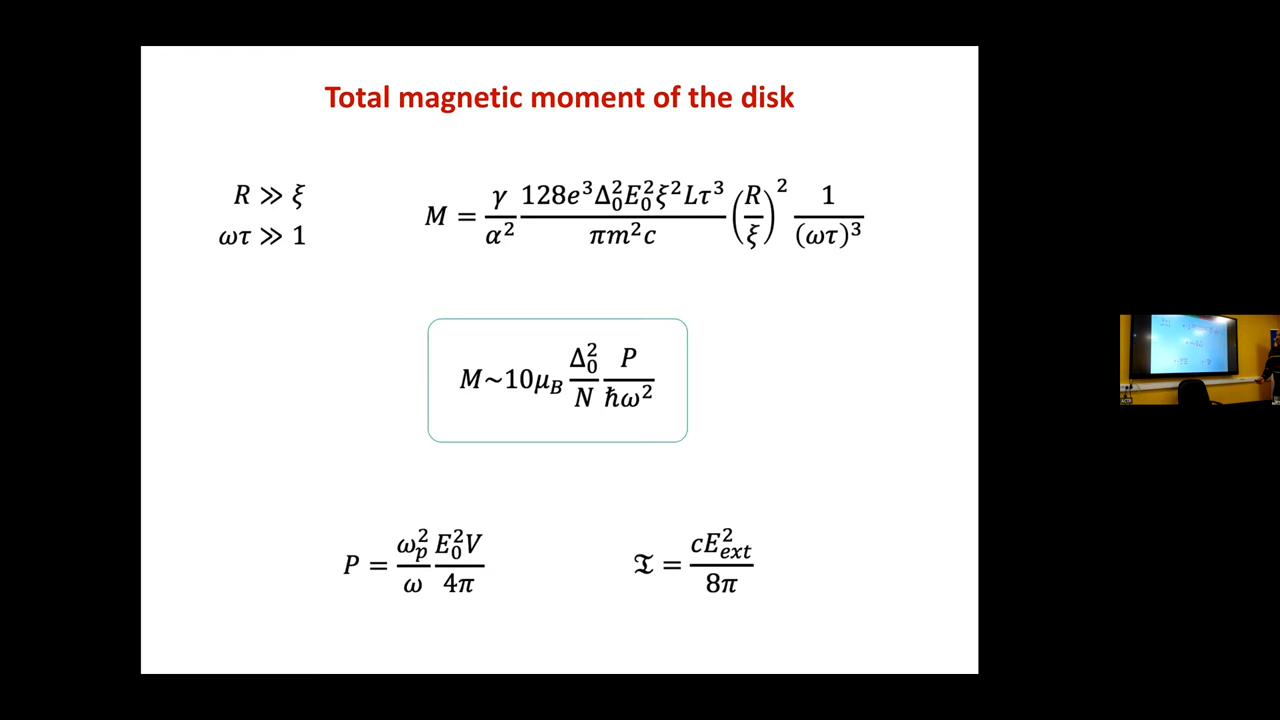 Total magnetic moment of the disk
R ≫ ξ
ωτ ≫ 1
M = γ/α² 128e³Δ₀²E₀²ξ²Lτ³/πm²c (R/ξ)² 1/(ωτ)³
M~10μ_B Δ₀²/N P/ħω²
P = ω_p²/ω E₀²V/4π
𝔗 = cE_ext²/8π